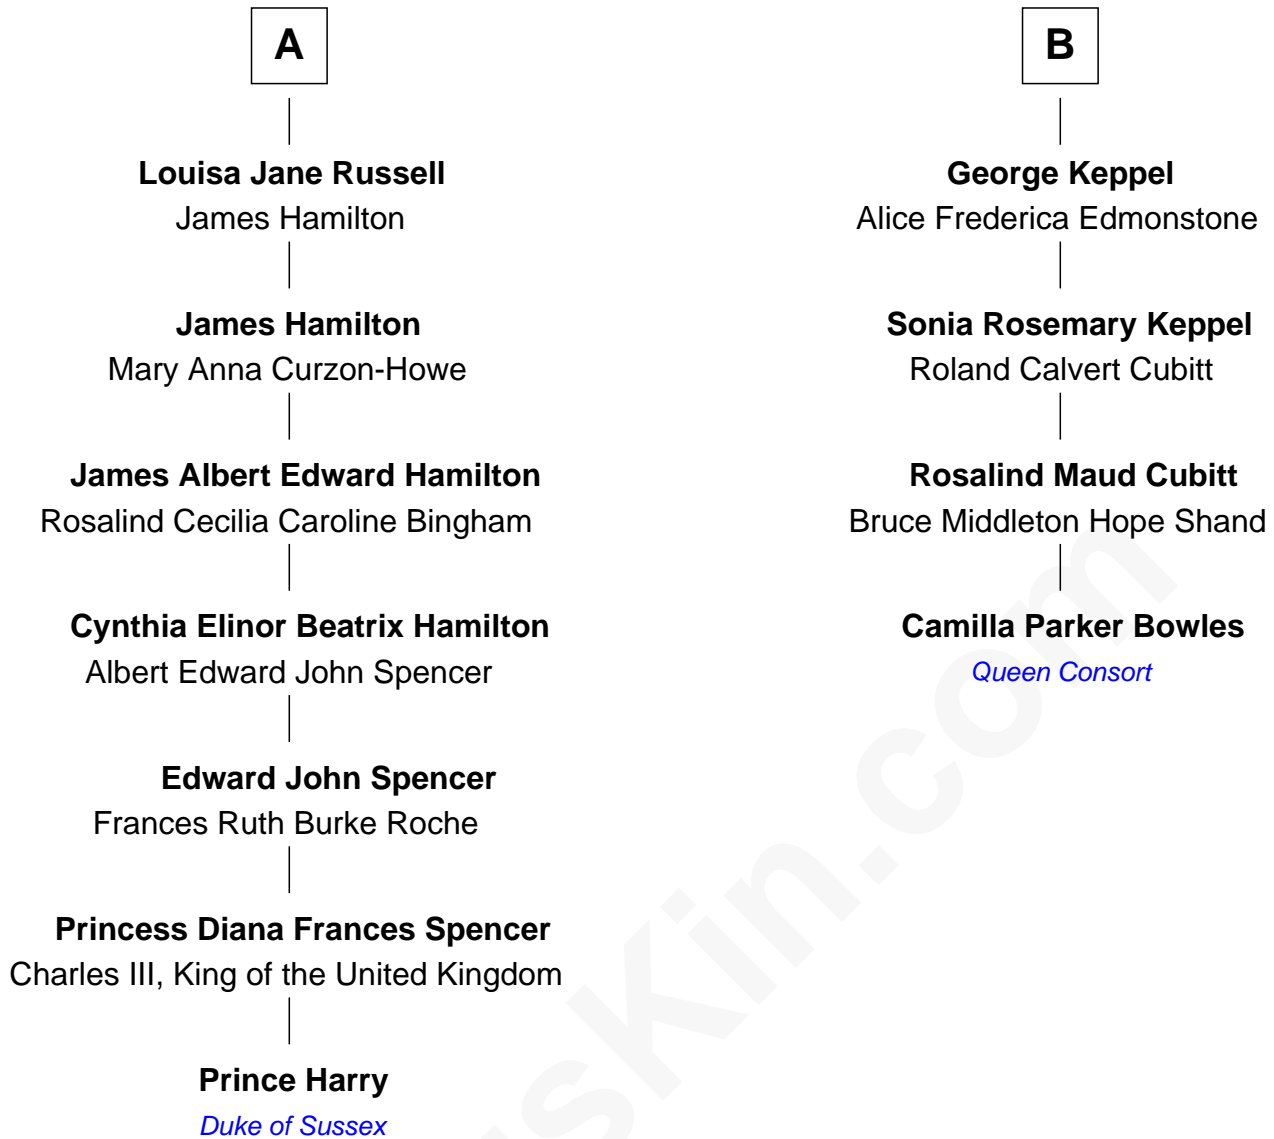 A
Louisa Jane Russell
James Hamilton
James Hamilton
Mary Anna Curzon-Howe
James Albert Edward Hamilton
Rosalind Cecilia Caroline Bingham
Cynthia Elinor Beatrix Hamilton
Albert Edward John Spencer
Edward John Spencer
Frances Ruth Burke Roche
Princess Diana Frances Spencer
Charles III, King of the United Kingdom
Prince Harry
Duke of Sussex
B
George Keppel
Alice Frederica Edmonstone
Sonia Rosemary Keppel
Roland Calvert Cubitt
Rosalind Maud Cubitt
Bruce Middleton Hope Shand
Camilla Parker Bowles
Queen Consort
sKin.com